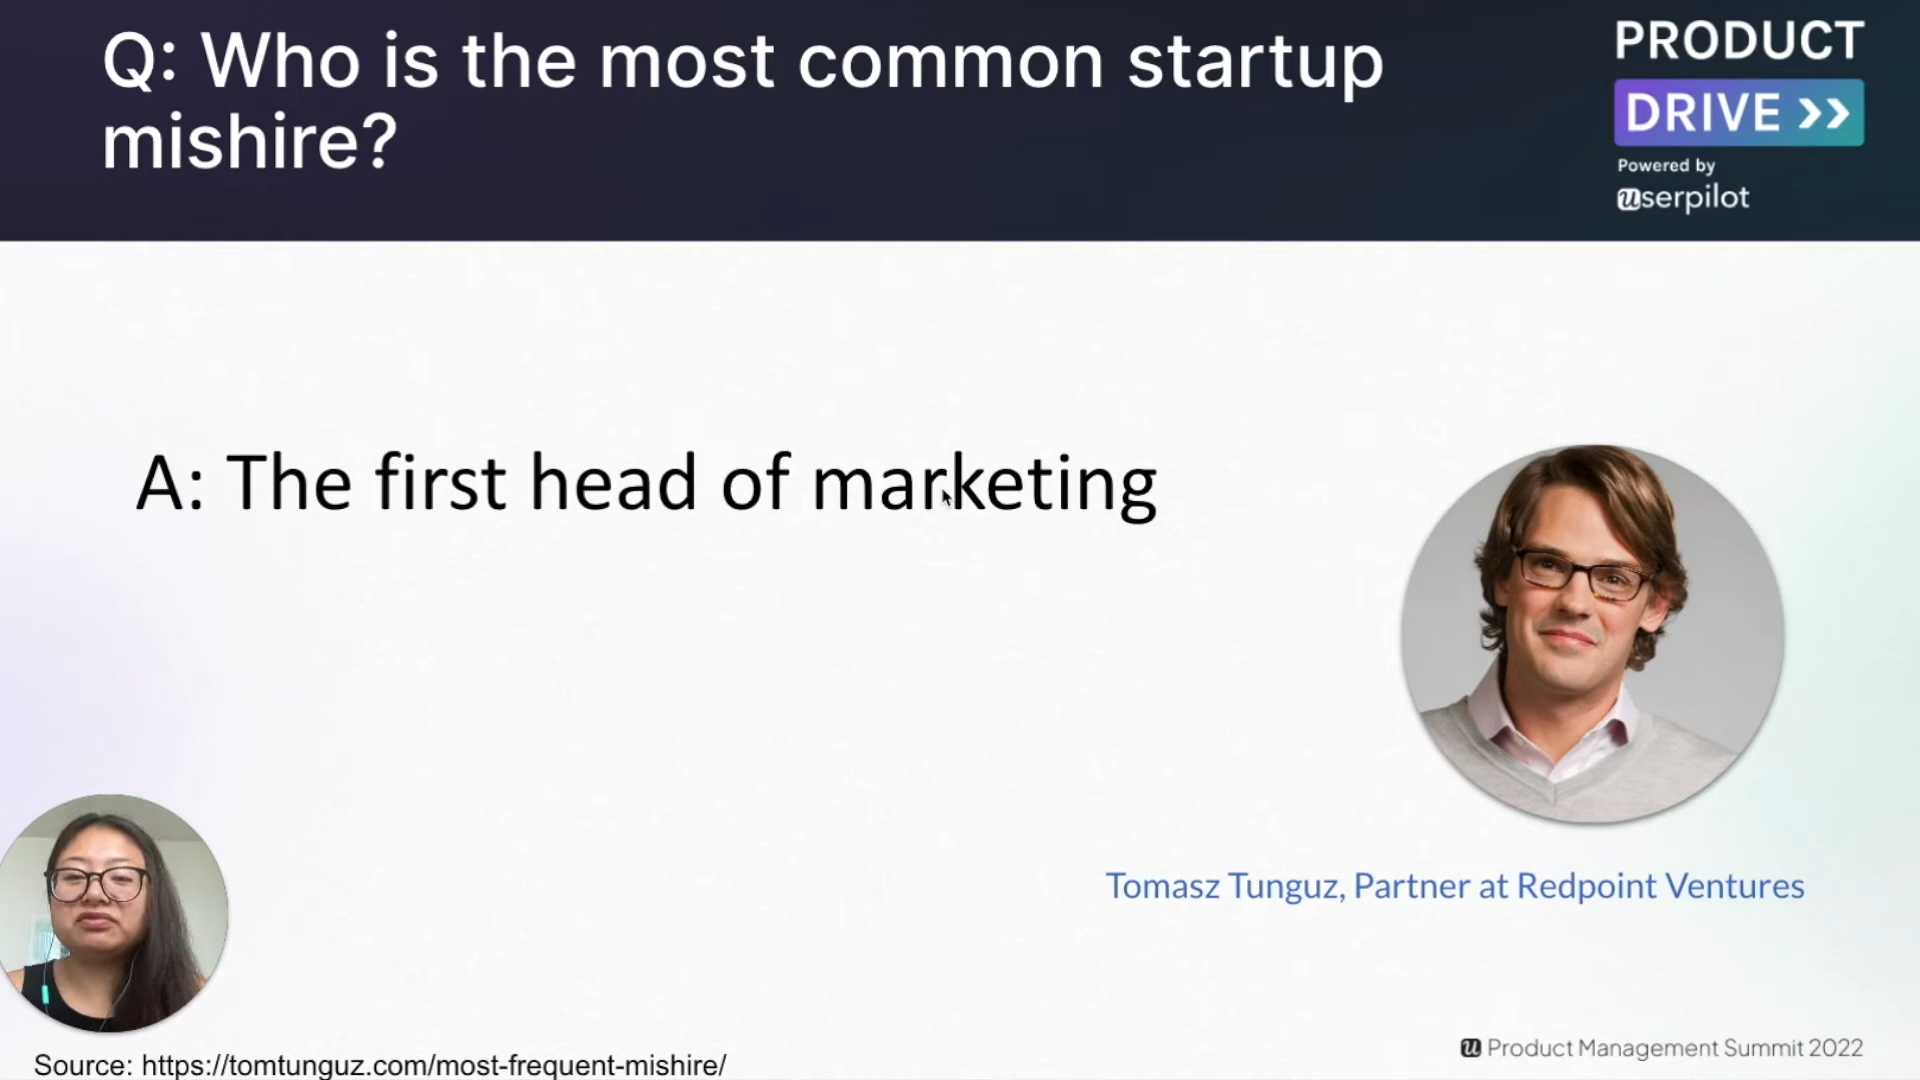 Q: Who is the most common startup
mishire?
PRODUCT
DRIVE >>
Powered by
userpilot
A: The first head of marketing
Tomasz Tunguz, Partner at Redpoint Ventures
Source: https://tomtunguz.com/most-frequent-mishire/
u Product Management Summit 2022